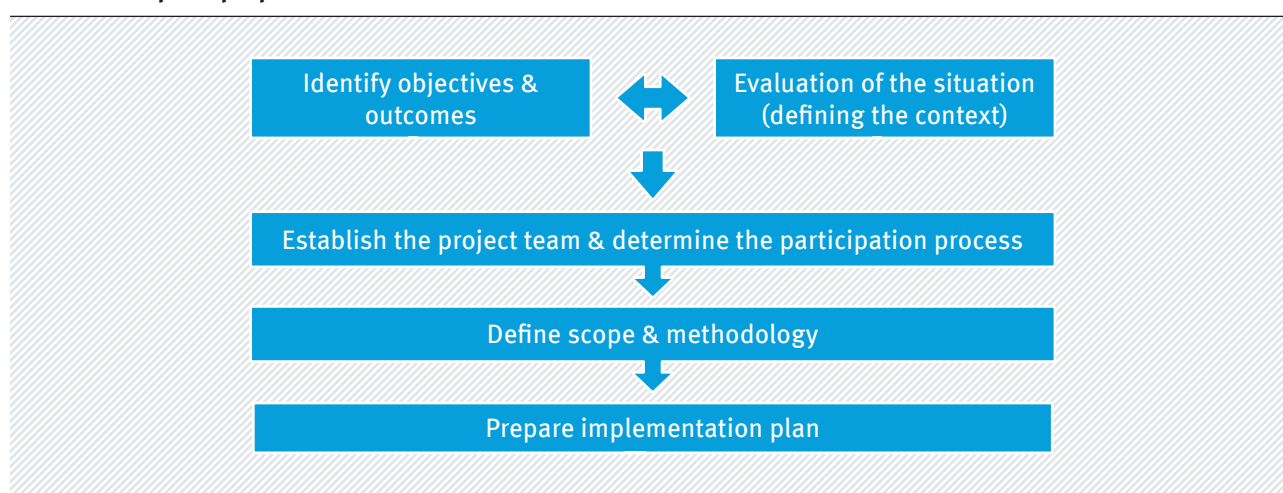 Identify objectives &
outcomes
Evaluation of the situation
(defining the context)
Establish the project team & determine the participation process
Define scope & methodology
Prepare implementation plan